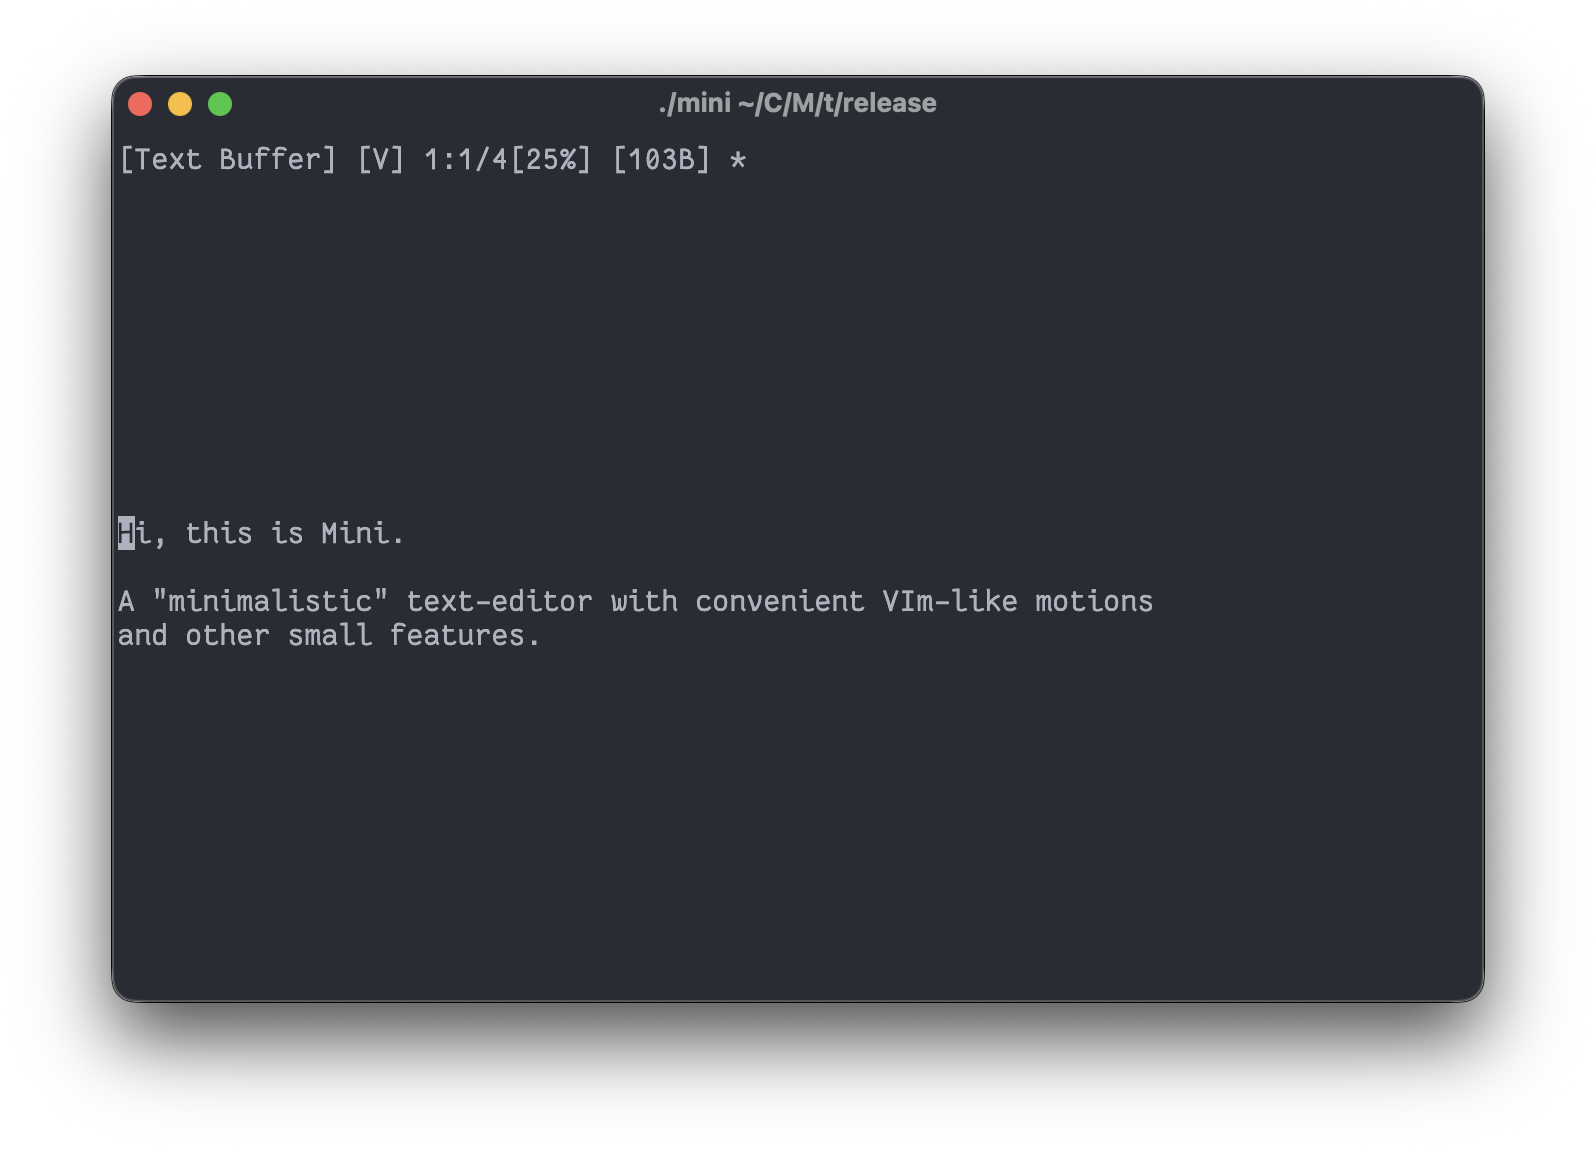 ./mini ~/C/M/t/release
[Text Buffer] [V] 1:1/4[25%] [103B] *
Hi, this is Mini.
A "minimalistic" text-editor with convenient VIm-like motions
and other small features.